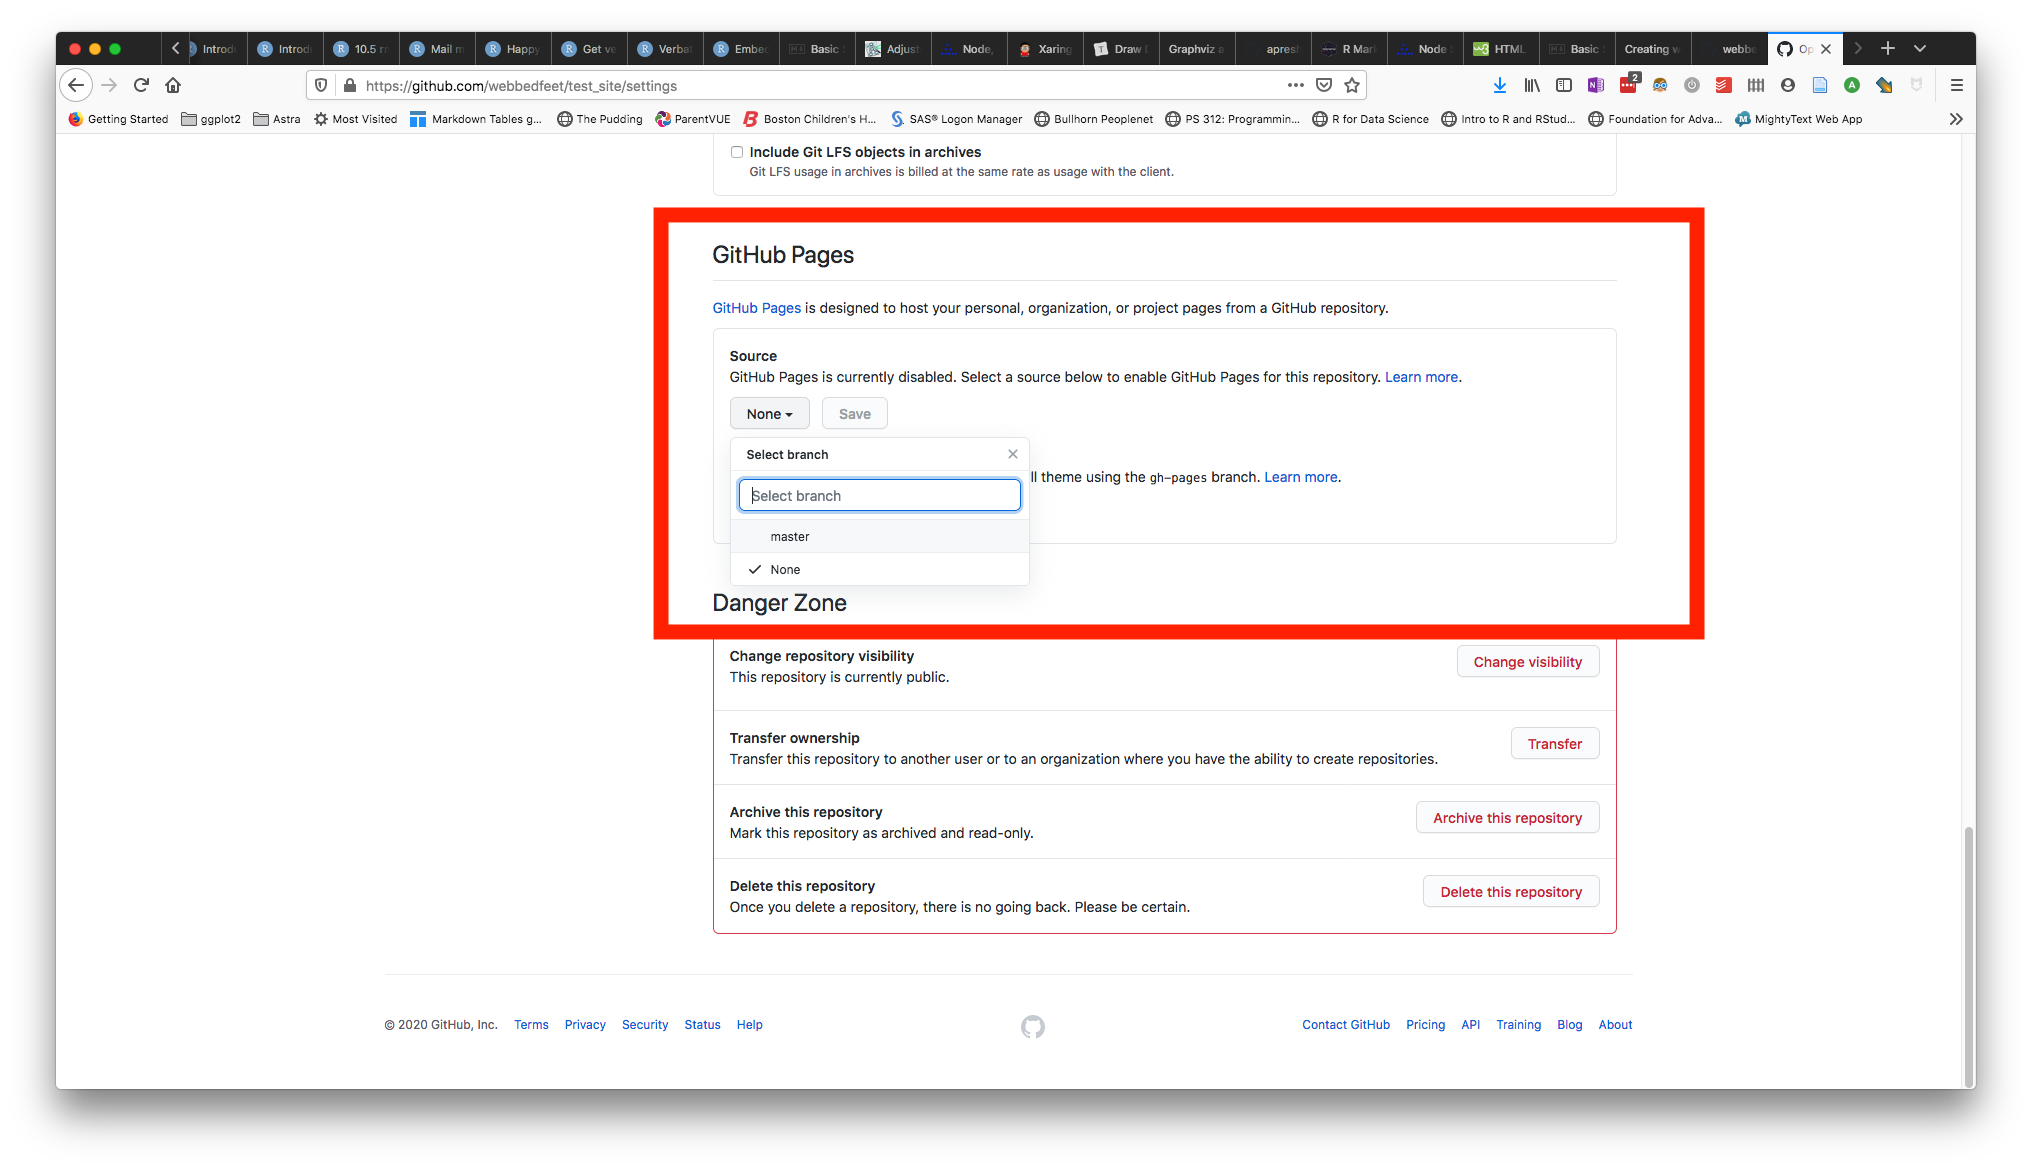 Introd Introd 10.5 r Mail m Happy Get ve Verba Embed Basic Adjust Node, Xaring Draw Graphviz a apres R Mar Node HTML Basic Creating w webbe Op
https://github.com/webbedfeet/test_site/settings
2
Getting Started ggplot2 Astra Most Visited Markdown Tables g... The Pudding ParentVUE Boston Children's H... SAS® Logon Manager Bullhorn Peoplenet PS 312: Programmin... R for Data Science Intro to R and RStud... Foundation for Adva... MightyText Web App
Include Git LFS objects in archives
Git LFS usage in archives is billed at the same rate as usage with the client.
GitHub Pages
GitHub Pages is designed to host your personal, organization, or project pages from a GitHub repository.
Source
GitHub Pages is currently disabled. Select a source below to enable GitHub Pages for this repository. Learn more.
None Save
Select branch
ll theme using the gh-pages branch. Learn more.
Select branch
master
None
Danger Zone
Change repository visibility
This repository is currently public.
Change visibility
Transfer ownership
Transfer this repository to another user or to an organization where you have the ability to create repositories.
Transfer
Archive this repository
Mark this repository as archived and read-only.
Archive this repository
Delete this repository
Once you delete a repository, there is no going back. Please be certain.
Delete this repository
© 2020 GitHub, Inc. Terms Privacy Security Status Help Contact GitHub Pricing API Training Blog About